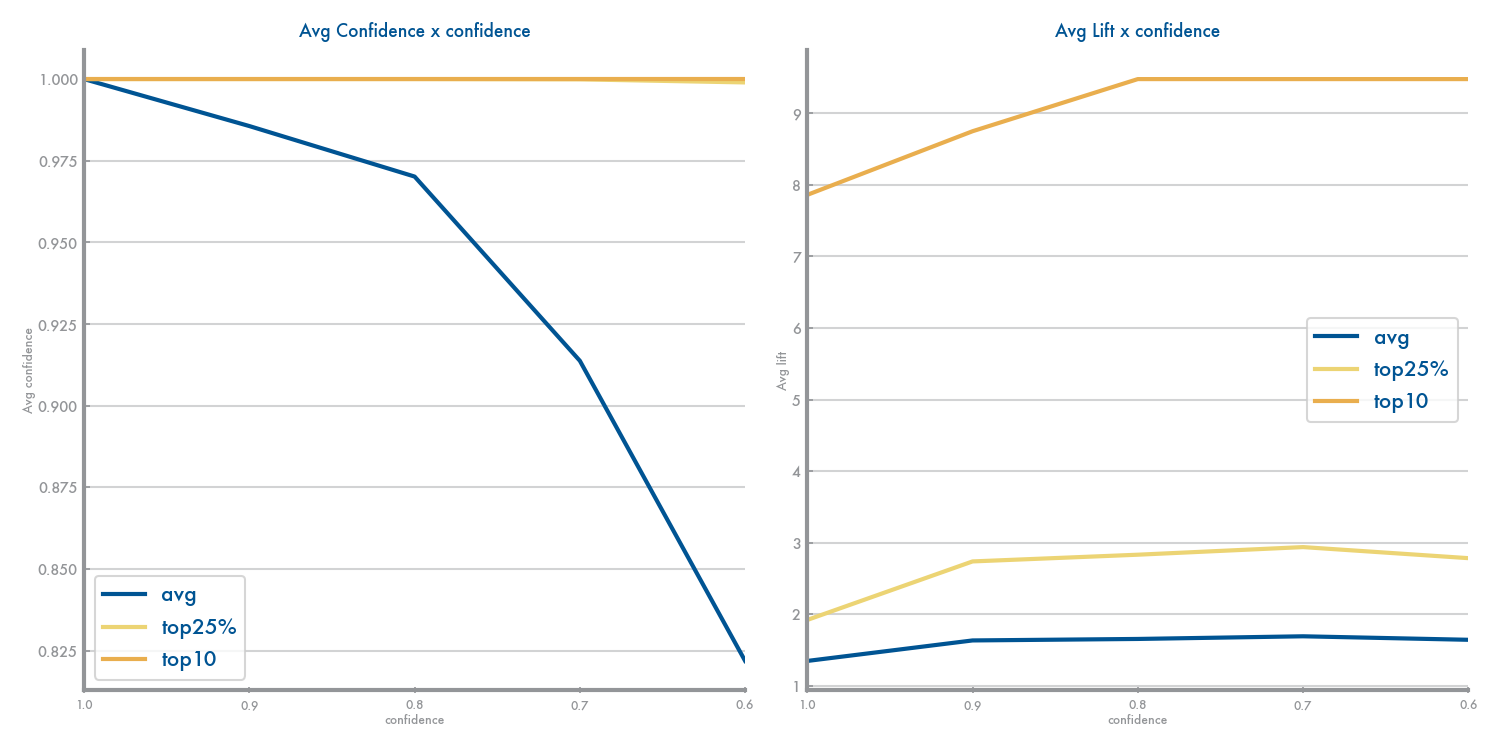 Avg Confidence x confidence
1.000
0.975
0.950
0.925
0.900
0.875
0.850
0.825
Avg confidence
avg
top25%
top10
1.0 0.9 0.8 0.7 0.6
confidence
Avg Lift x confidence
9
8
7
6
5
4
3
2
1
Avg lift
avg
top25%
top10
1.0 0.9 0.8 0.7 0.6
confidence